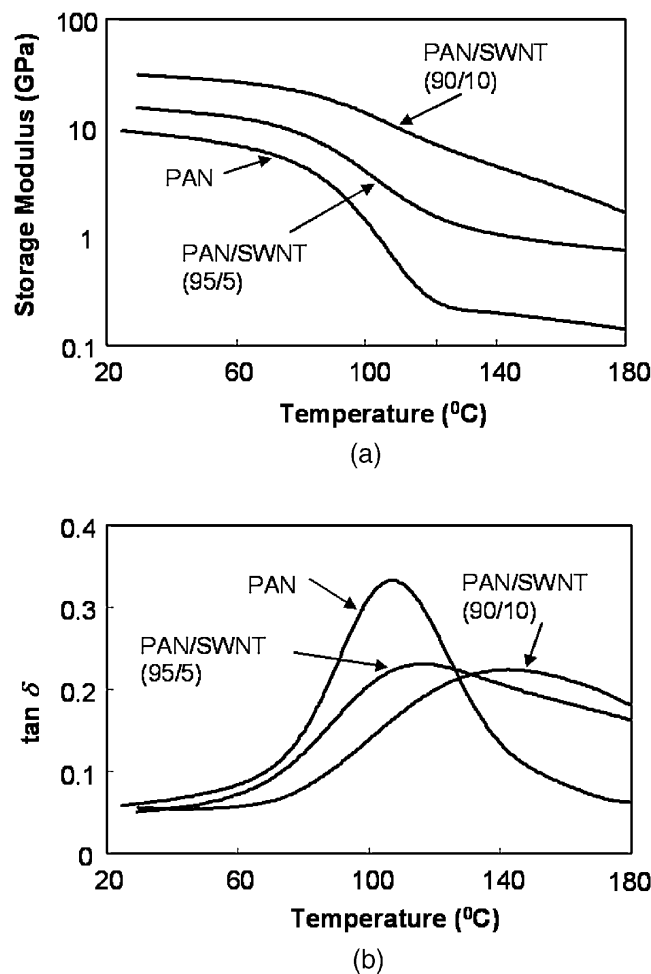 100
10
1
0.1
Storage Modulus (GPa)
PAN/SWNT
(90/10)
PAN
PAN/SWNT
(95/5)
20 60 100 140 180
Temperature (⁰C)
(a)
0.4
0.3
0.2
0.1
0
tan δ
PAN
PAN/SWNT
(90/10)
PAN/SWNT
(95/5)
20 60 100 140 180
Temperature (⁰C)
(b)